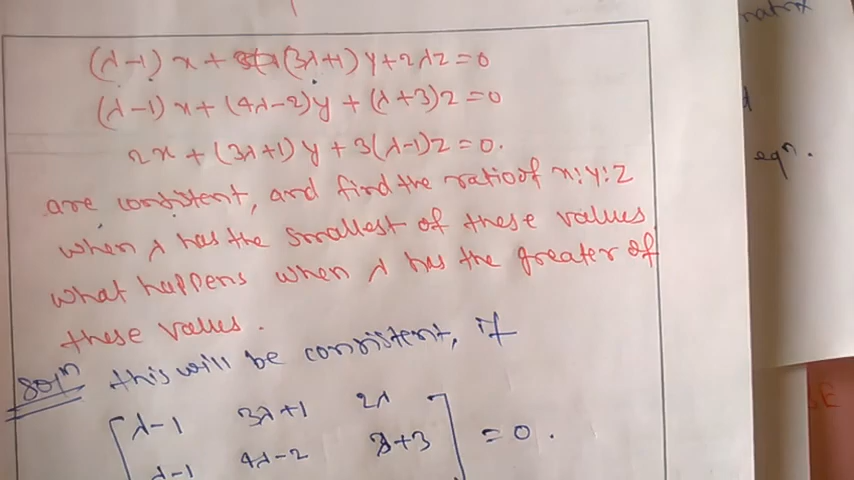 (λ-1) x + (3λ+1) y + 2λz = 0
(λ-1) x + (4λ-2)y + (λ+3)z = 0
2x + (3λ+1) y + 3(λ-1)z = 0.
are consistent, and find the ratio of x:y:z
when λ has the smallest of these values
what happens when λ has the greater of
these values.
Solⁿ this will be consistent, if
λ-1 3λ+1 2λ
= 0.
λ-1 4λ-2 λ+3
eqⁿ.